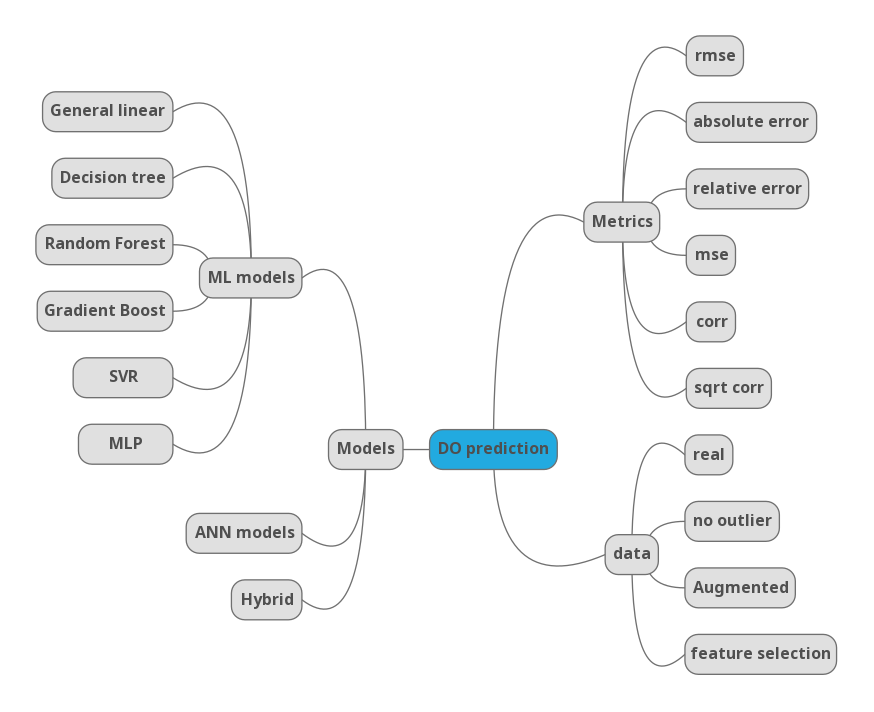 DO prediction
Metrics
rmse
absolute error
relative error
mse
corr
sqrt corr
data
real
no outlier
Augmented
feature selection
Models
ML models
General linear
Decision tree
Random Forest
Gradient Boost
SVR
MLP
ANN models
Hybrid